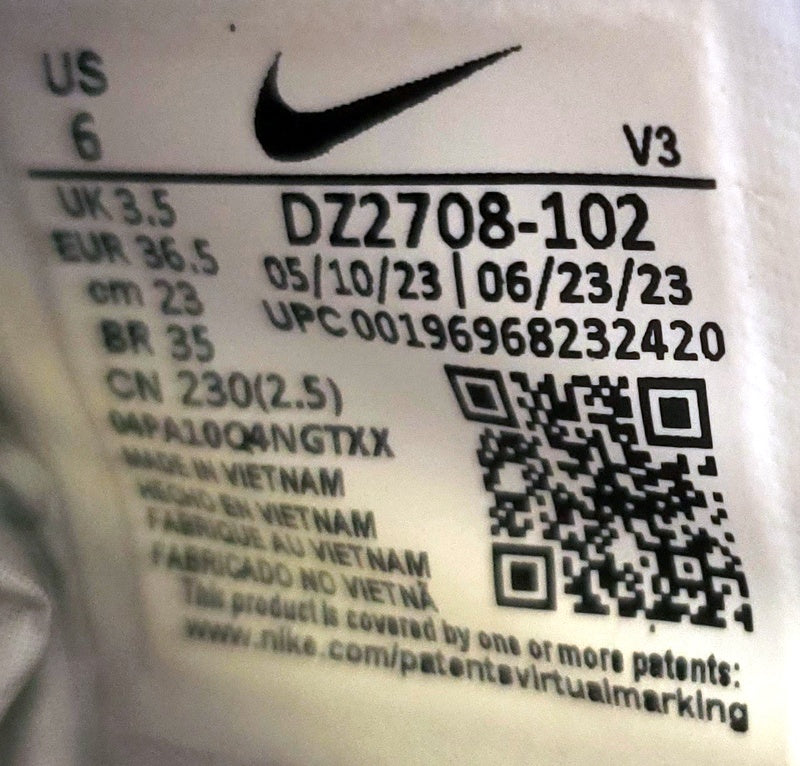 US
6
V3
UK 3.5
EUR 36.5
cm 23
BR 35
CN 230(2.5)
DZ2708-102
05/10/23 | 06/23/23
UPC 00196968232420
04PA10Q4NGTXX
MADE IN VIETNAM
HECHO EN VIETNAM
FABRIQUE AU VIETNAM
FABRICADO NO VIETNÃ
This product is covered by one or more patents:
www.nike.com/patentsvirtualmarking